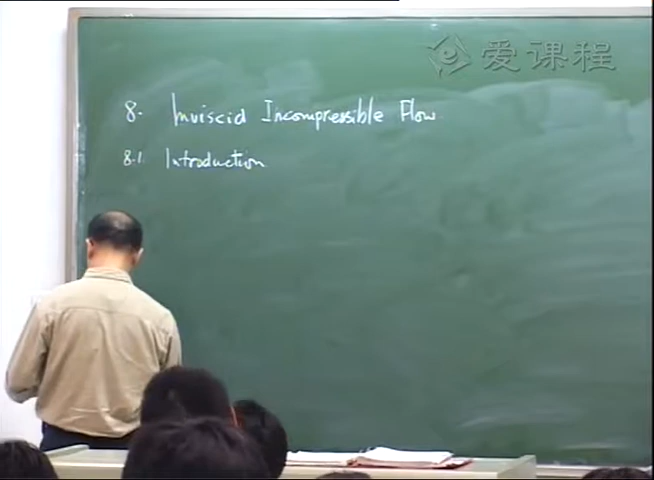 爱课程
8. Inviscid Incompressible Flow
8.1 Introduction